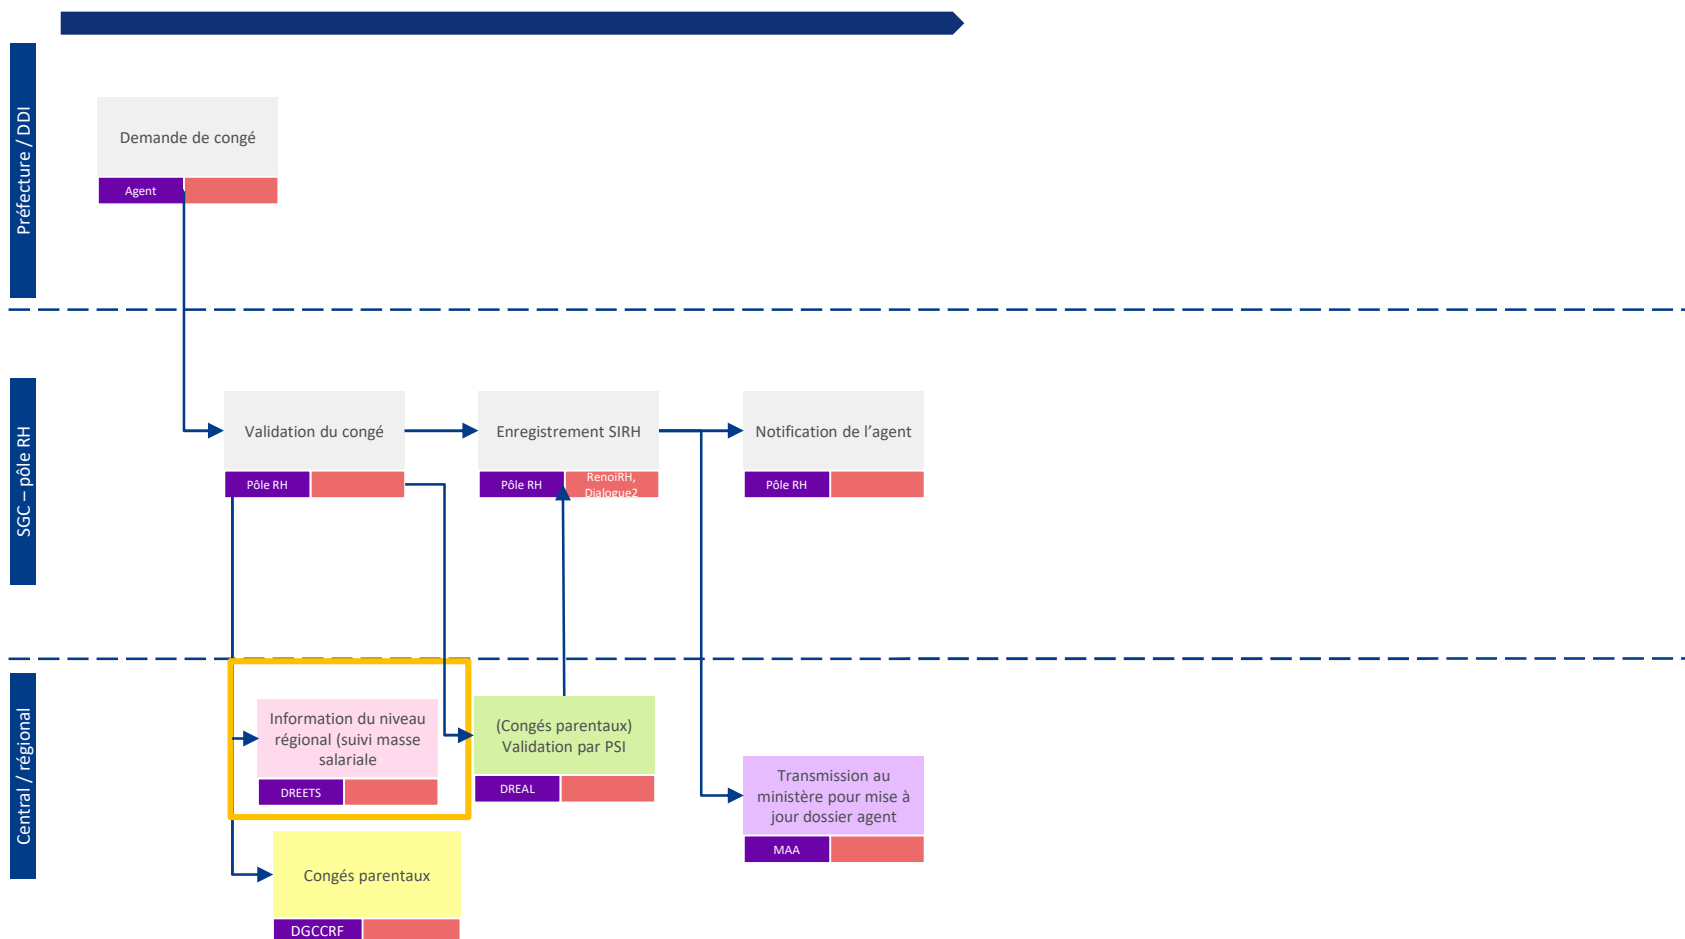 Préfecture / DDI
Demande de congé
Agent
SGC – pôle RH
Validation du congé
Pôle RH
Enregistrement SIRH
Pôle RH
RenoiRH,
Dialogue2
Notification de l’agent
Pôle RH
Central / régional
Information du niveau
régional (suivi masse
salariale
DREETS
(Congés parentaux)
Validation par PSI
DREAL
Transmission au
ministère pour mise à
jour dossier agent
MAA
Congés parentaux
DGCCRF